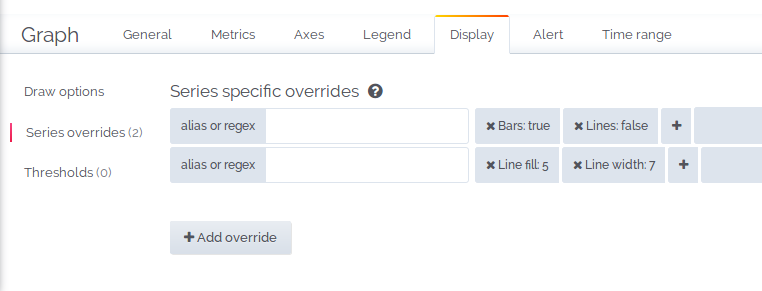 Graph General Metrics Axes Legend Display Alert Time range
Draw options
Series overrides (2)
Thresholds (0)
Series specific overrides ?
alias or regex ✖ Bars: true ✖ Lines: false +
alias or regex ✖ Line fill: 5 ✖ Line width: 7 +
+ Add override